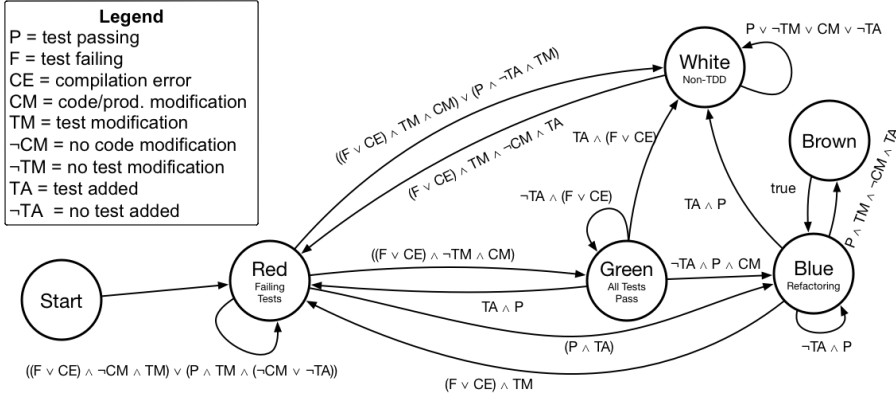 Legend
P = test passing
F = test failing
CE = compilation error
CM = code/prod. modification
TM = test modification
¬CM = no code modification
¬TM = no test modification
TA = test added
¬TA = no test added
P ∨ ¬TM ∨ CM ∨ ¬TA
White
Non-TDD
((F ∨ CE) ∧ TM ∧ CM) ∨ (P ∧ ¬TA ∧ TM)
(F ∨ CE) ∧ TM ∧ ¬CM ∧ TA
TA ∧ (F ∨ CE)
Brown
true
P ∧ TM ∧ ¬CM ∧ TA
¬TA ∧ (F ∨ CE)
TA ∧ P
Start
Red
Failing
Tests
((F ∨ CE) ∧ ¬TM ∧ CM)
Green
All Tests
Pass
¬TA ∧ P ∧ CM
Blue
Refactoring
TA ∧ P
(P ∧ TA)
¬TA ∧ P
((F ∨ CE) ∧ ¬CM ∧ TM) ∨ (P ∧ TM ∧ (¬CM ∨ ¬TA))
(F ∨ CE) ∧ TM